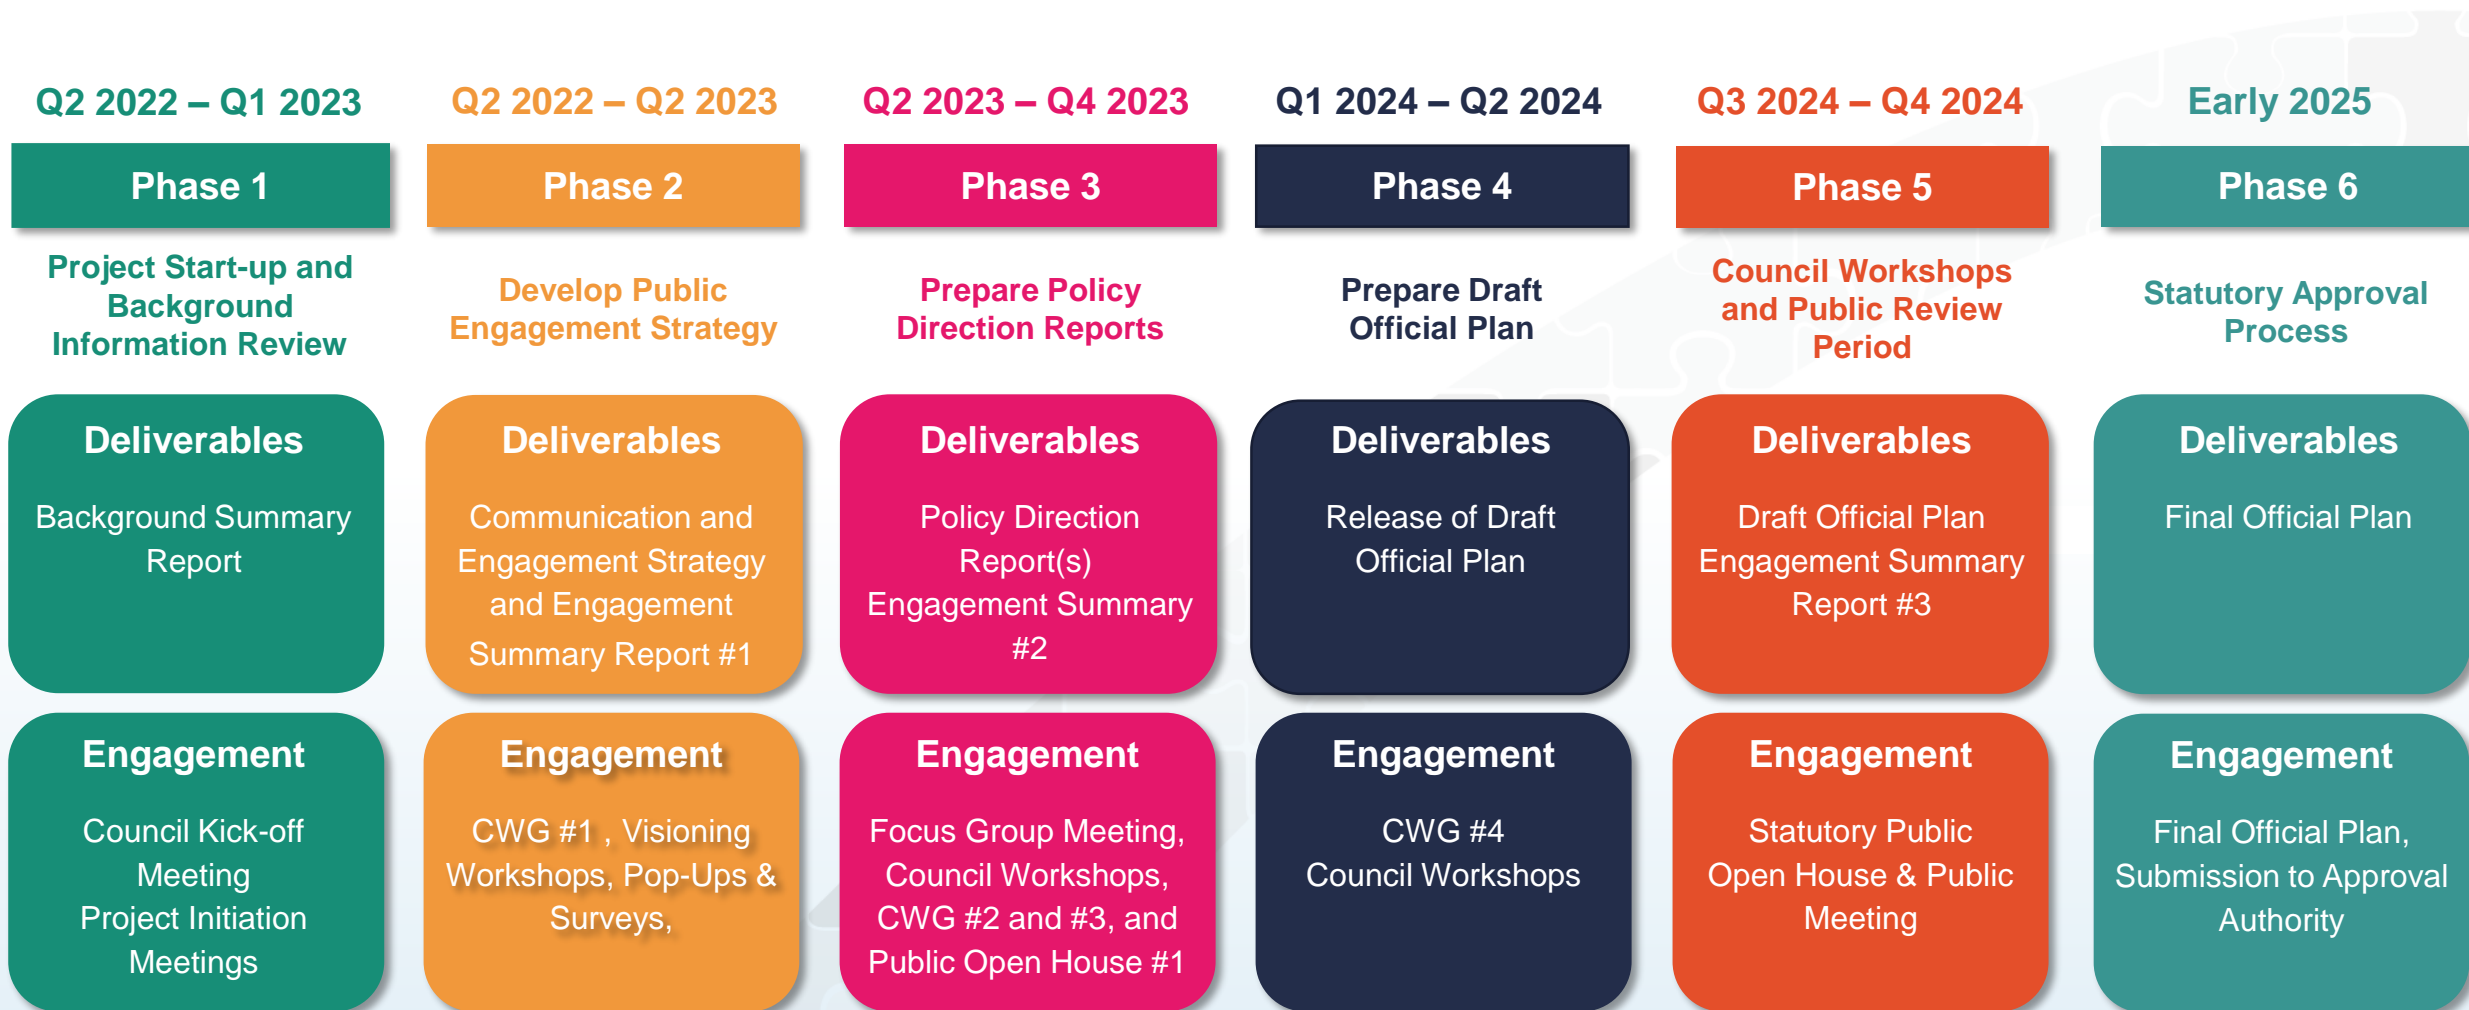 Q2 2022 – Q1 2023
Phase 1
Project Start-up and
Background
Information Review
Deliverables
Background Summary
Report
Engagement
Council Kick-off
Meeting
Project Initiation
Meetings
Q2 2022 – Q2 2023
Phase 2
Develop Public
Engagement Strategy
Deliverables
Communication and
Engagement Strategy
and Engagement
Summary Report #1
Engagement
CWG #1 , Visioning
Workshops, Pop-Ups &
Surveys,
Q2 2023 – Q4 2023
Phase 3
Prepare Policy
Direction Reports
Deliverables
Policy Direction
Report(s)
Engagement Summary
#2
Engagement
Focus Group Meeting,
Council Workshops,
CWG #2 and #3, and
Public Open House #1
Q1 2024 – Q2 2024
Phase 4
Prepare Draft
Official Plan
Deliverables
Release of Draft
Official Plan
Engagement
CWG #4
Council Workshops
Q3 2024 – Q4 2024
Phase 5
Council Workshops
and Public Review
Period
Deliverables
Draft Official Plan
Engagement Summary
Report #3
Engagement
Statutory Public
Open House & Public
Meeting
Early 2025
Phase 6
Statutory Approval
Process
Deliverables
Final Official Plan
Engagement
Final Official Plan,
Submission to Approval
Authority